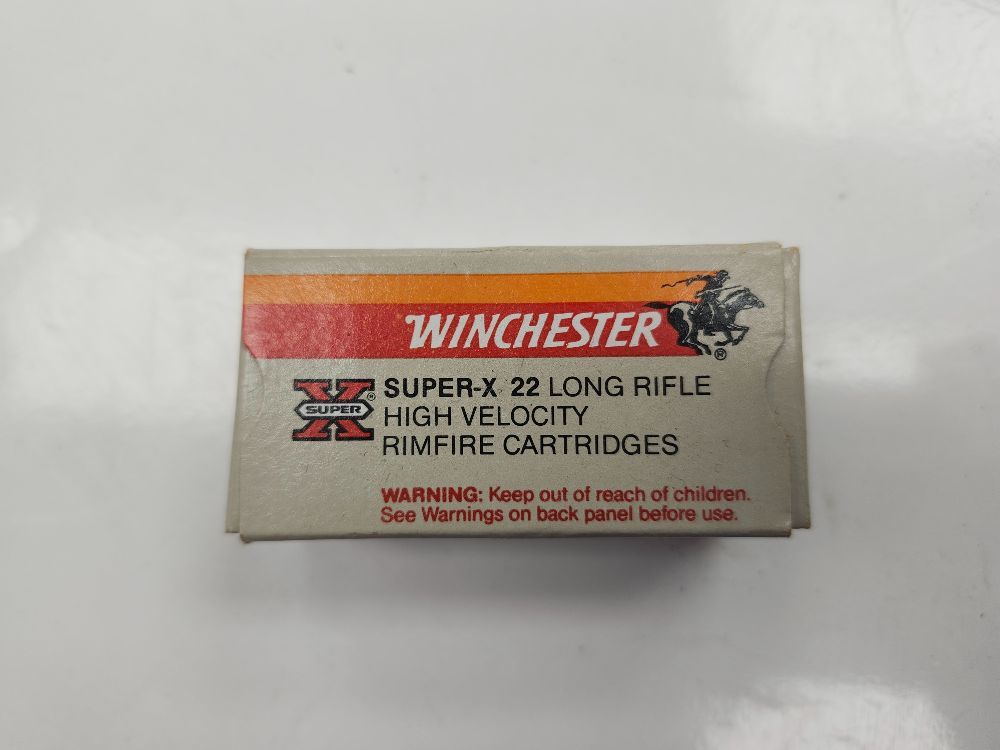 WINCHESTER
®
X SUPER ®
SUPER-X 22 LONG RIFLE
HIGH VELOCITY
RIMFIRE CARTRIDGES
WARNING: Keep out of reach of children.
See Warnings on back panel before use.